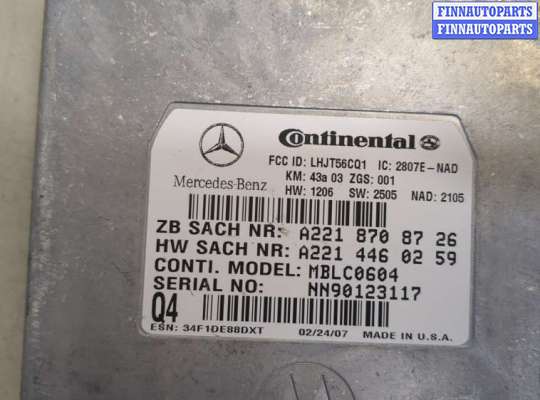 FINNAUTOPARTS
FINNAUTOPARTS
Mercedes-Benz
Continental
FCC ID: LHJT56CQ1 IC: 2807E-NAD
KM: 43a 03 ZGS: 001
HW: 1206 SW: 2505 NAD: 2105
ZB SACH NR: A221 870 87 26
HW SACH NR: A221 446 02 59
CONTI. MODEL: MBLC0604
SERIAL NO: NN90123117
Q4
ESN: 34F1DE88DXT 02/24/07 MADE IN U.S.A.